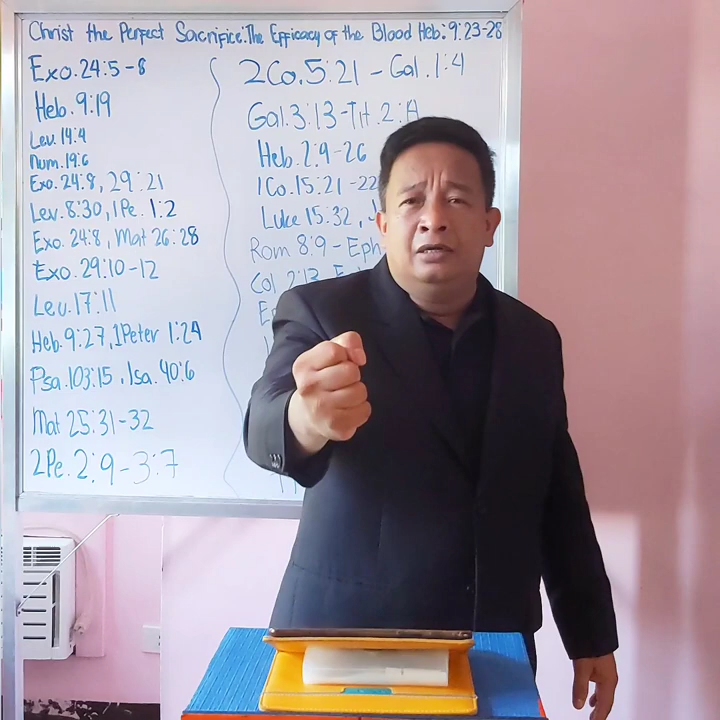 Christ the Perfect Sacrifice: The Efficacy of the Blood Heb: 9:23-28
Exo. 24:5-8
Heb. 9:19
Lev. 14:4
Num. 19:6
Exo. 24:8, 29:21
Lev. 8:30, 1Pe. 1:2
Exo. 24:8, Mat 26:28
Exo. 29:10-12
Lev. 17:11
Heb. 9:27, 1Peter 1:24
Psa. 103:15, Isa. 40:6
Mat 25:31-32
2Pe. 2:9-3:7
2Co. 5:21 - Gal. 1:4
Gal. 3:13 - Tit. 2:14
Heb. 2:9-26
1Co. 15:21-22
Luke 15:32,
Rom 8:9 - Eph
Col 2:13,